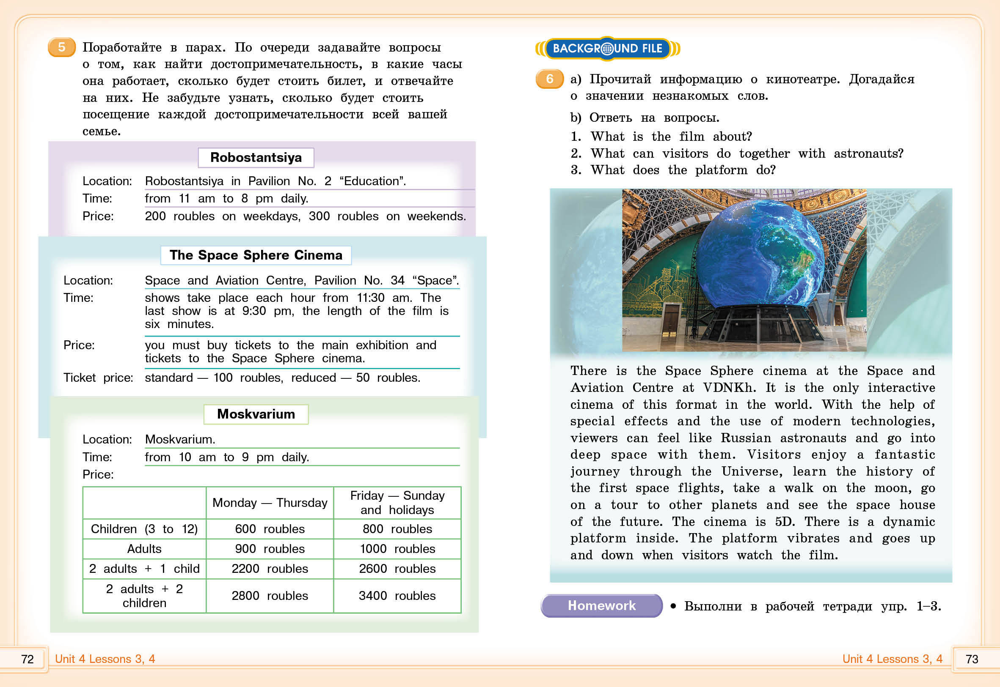 5 Поработайте в парах. По очереди задавайте вопросы
о том, как найти достопримечательность, в какие часы
она работает, сколько будет стоить билет, и отвечайте
на них. Не забудьте узнать, сколько будет стоить
посещение каждой достопримечательности всей вашей
семье.
Robostantsiya
Location: Robostantsiya in Pavilion No. 2 “Education”.
Time: from 11 am to 8 pm daily.
Price: 200 roubles on weekdays, 300 roubles on weekends.
The Space Sphere Cinema
Location: Space and Aviation Centre, Pavilion No. 34 “Space”.
Time: shows take place each hour from 11:30 am. The
last show is at 9:30 pm, the length of the film is
six minutes.
Price: you must buy tickets to the main exhibition and
tickets to the Space Sphere cinema.
Ticket price: standard — 100 roubles, reduced — 50 roubles.
Moskvarium
Location: Moskvarium.
Time: from 10 am to 9 pm daily.
Price:
Monday — Thursday
Friday — Sunday
and holidays
Children (3 to 12) 600 roubles 800 roubles
Adults 900 roubles 1000 roubles
2 adults + 1 child 2200 roubles 2600 roubles
2 adults + 2
children
2800 roubles 3400 roubles
72 Unit 4 Lessons 3, 4
BACKGROUND FILE
6 a) Прочитай информацию о кинотеатре. Догадайся
о значении незнакомых слов.
b) Ответь на вопросы.
1. What is the film about?
2. What can visitors do together with astronauts?
3. What does the platform do?
There is the Space Sphere cinema at the Space and
Aviation Centre at VDNKh. It is the only interactive
cinema of this format in the world. With the help of
special effects and the use of modern technologies,
viewers can feel like Russian astronauts and go into
deep space with them. Visitors enjoy a fantastic
journey through the Universe, learn the history of
the first space flights, take a walk on the moon, go
on a tour to other planets and see the space house
of the future. The cinema is 5D. There is a dynamic
platform inside. The platform vibrates and goes up
and down when visitors watch the film.
Homework • Выполни в рабочей тетради упр. 1–3.
Unit 4 Lessons 3, 4 73